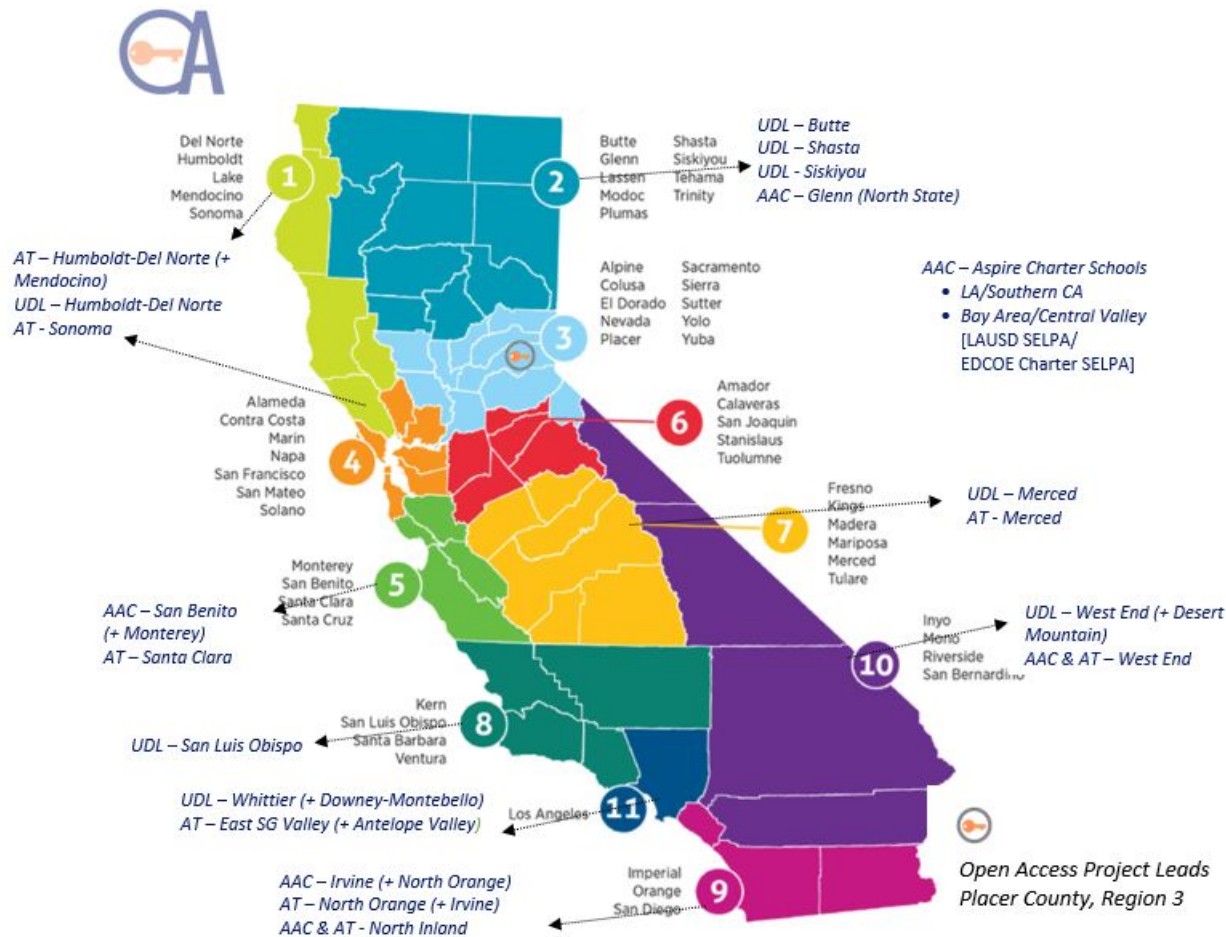 CA
Del Norte
Humboldt
Lake
Mendocino
Sonoma
1
AT – Humboldt-Del Norte (+
Mendocino)
UDL – Humboldt-Del Norte
AT - Sonoma
2
Butte
Glenn
Lassen
Modoc
Plumas
Shasta
Siskiyou
Tehama
Trinity
UDL – Butte
UDL – Shasta
UDL - Siskiyou
AAC – Glenn (North State)
3
Alpine
Colusa
El Dorado
Nevada
Placer
Sacramento
Sierra
Sutter
Yolo
Yuba
AAC – Aspire Charter Schools
• LA/Southern CA
• Bay Area/Central Valley
[LAUSD SELPA/
EDCOE Charter SELPA]
Alameda
Contra Costa
Marin
Napa
San Francisco
San Mateo
Solano
4
6
Amador
Calaveras
San Joaquin
Stanislaus
Tuolumne
7
Fresno
Kings
Madera
Mariposa
Merced
Tulare
UDL – Merced
AT - Merced
Monterey
San Benito
Santa Clara
Santa Cruz
5
AAC – San Benito
(+ Monterey)
AT – Santa Clara
10
Inyo
Mono
Riverside
San Bernardino
UDL – West End (+ Desert
Mountain)
AAC & AT – West End
Kern
San Luis Obispo
Santa Barbara
Ventura
8
UDL – San Luis Obispo
UDL – Whittier (+ Downey-Montebello)
AT – East SG Valley (+ Antelope Valley)
Los Angeles
11
AAC – Irvine (+ North Orange)
AT – North Orange (+ Irvine)
AAC & AT - North Inland
Imperial
Orange
San Diego
9
Open Access Project Leads
Placer County, Region 3